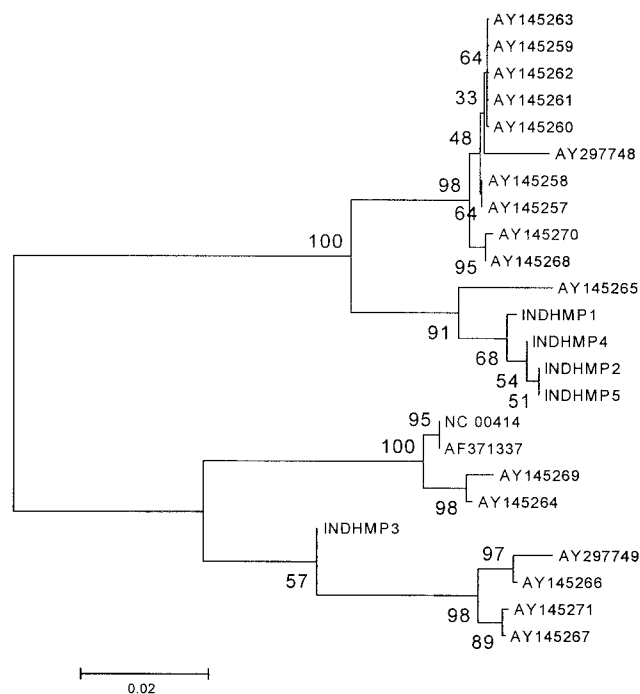 AY145263
AY145259
64
AY145262
33
AY145261
AY145260
48
AY297748
98
AY145258
64
AY145257
AY145270
100
95
AY145268
AY145265
INDHMP1
91
INDHMP4
68
INDHMP2
54
51
INDHMP5
95
NC 00414
100
AF371337
AY145269
98
AY145264
INDHMP3
97
AY297749
57
AY145266
98
AY145271
89
AY145267
0.02